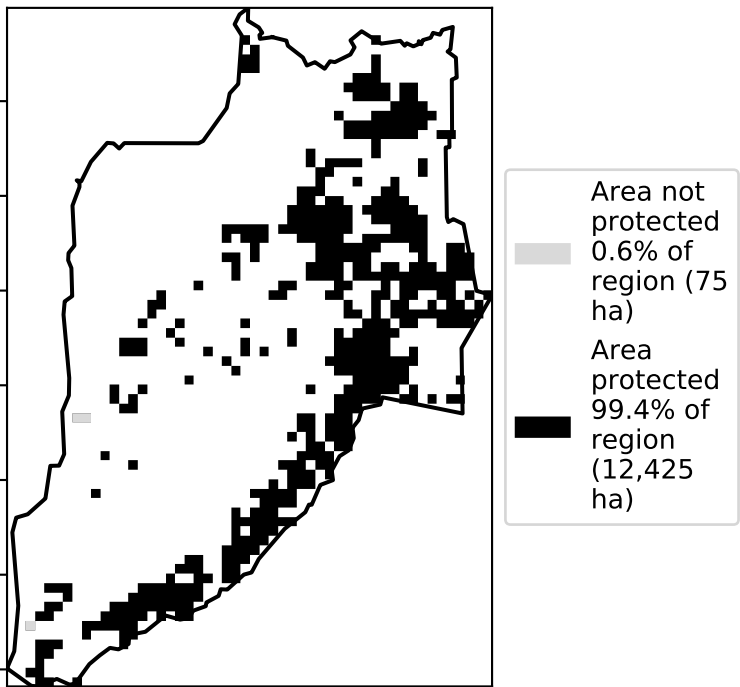 Area not
protected
0.6% of
region (75
ha)
Area
protected
99.4% of
region
(12,425
ha)